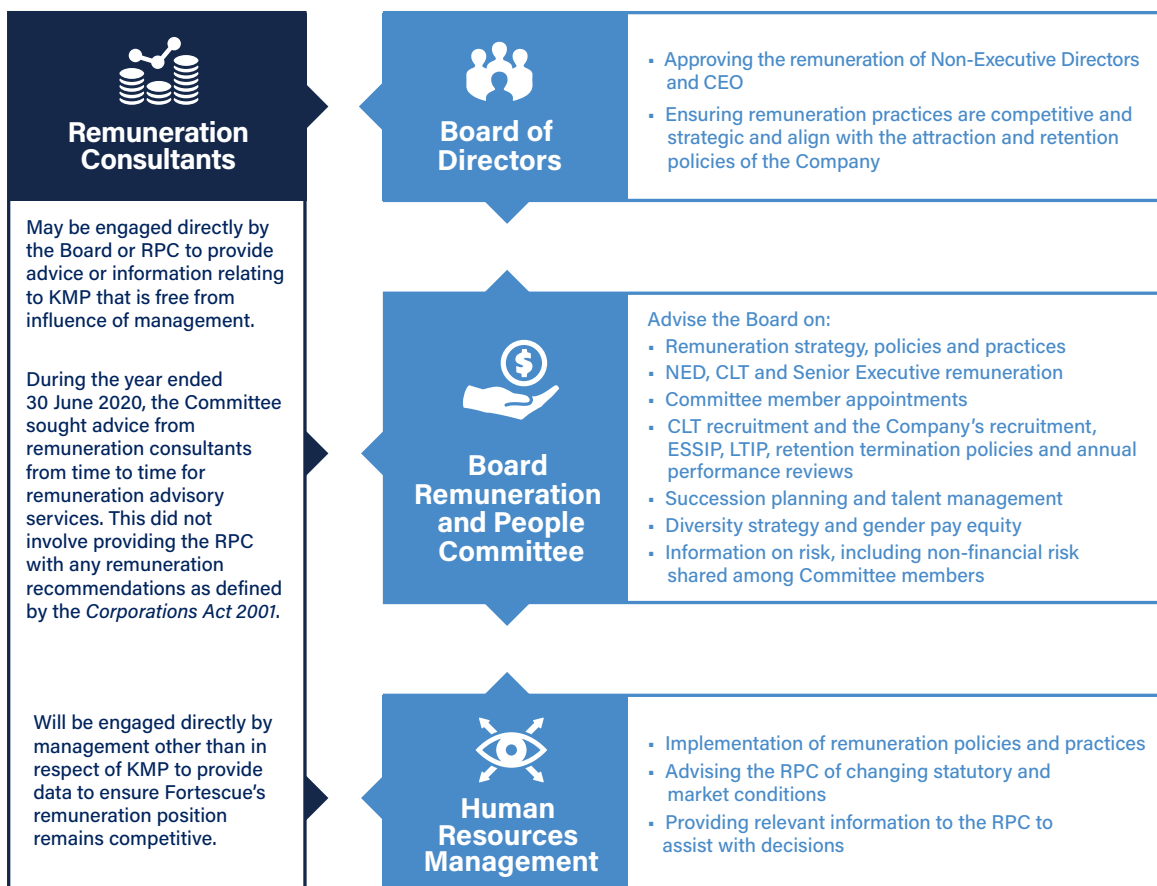 Remuneration
Consultants
May be engaged directly by
the Board or RPC to provide
advice or information relating
to KMP that is free from
influence of management.
During the year ended
30 June 2020, the Committee
sought advice from
remuneration consultants
from time to time for
remuneration advisory
services. This did not
involve providing the RPC
with any remuneration
recommendations as defined
by the Corporations Act 2001.
Will be engaged directly by
management other than in
respect of KMP to provide
data to ensure Fortescue’s
remuneration position
remains competitive.
Board of
Directors
▪ Approving the remuneration of Non-Executive Directors
and CEO
▪ Ensuring remuneration practices are competitive and
strategic and align with the attraction and retention
policies of the Company
$
Board
Remuneration
and People
Committee
Advise the Board on:
▪ Remuneration strategy, policies and practices
▪ NED, CLT and Senior Executive remuneration
▪ Committee member appointments
▪ CLT recruitment and the Company’s recruitment,
ESSIP, LTIP, retention termination policies and annual
performance reviews
▪ Succession planning and talent management
▪ Diversity strategy and gender pay equity
▪ Information on risk, including non-financial risk
shared among Committee members
Human
Resources
Management
▪ Implementation of remuneration policies and practices
▪ Advising the RPC of changing statutory and
market conditions
▪ Providing relevant information to the RPC to
assist with decisions